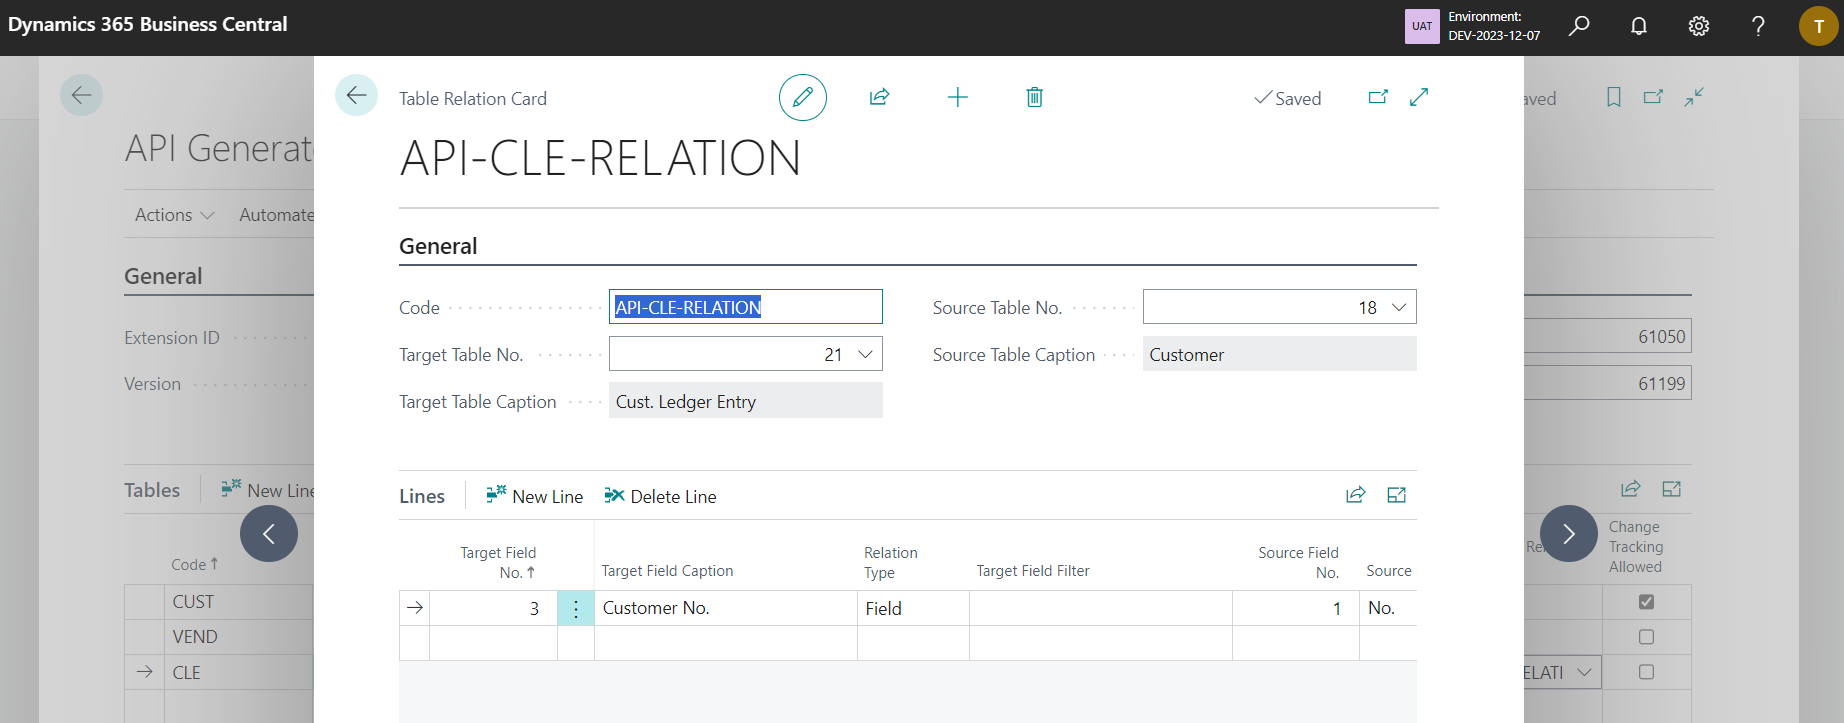 Dynamics 365 Business Central
UAT
Environment:
DEV-2023-12-07
?
T
Table Relation Card
Saved
aved
API Generat
API-CLE-RELATION
Actions
Automate
General
General
Code
API-CLE-RELATION
Source Table No.
18
Extension ID
61050
Target Table No.
21
Source Table Caption
Customer
Version
61199
Target Table Caption
Cust. Ledger Entry
Tables
New Line
Lines
New Line
Delete Line
Code ↑
Target Field No. ↑
Target Field Caption
Relation Type
Target Field Filter
Source Field No.
Source
Re
Change Tracking Allowed
CUST
3
Customer No.
Field
1
No.
VEND
CLE
ELATI